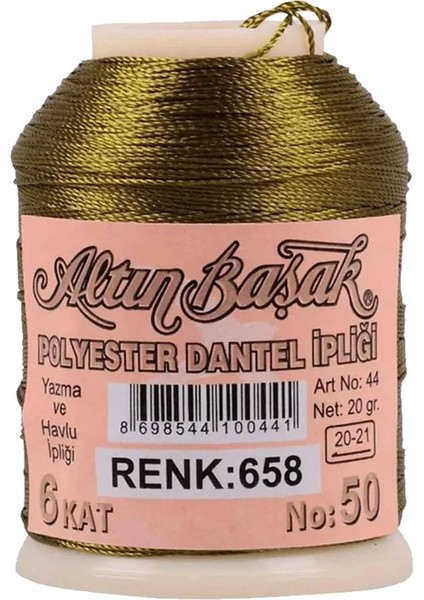 Altın Başak®
POLYESTER DANTEL İPLİĞİ
Yazma
ve
Havlu
İpliği
8 698544 100441
Art No: 44
Net: 20 gr.
20-21
RENK:658
6 KAT
No: 50